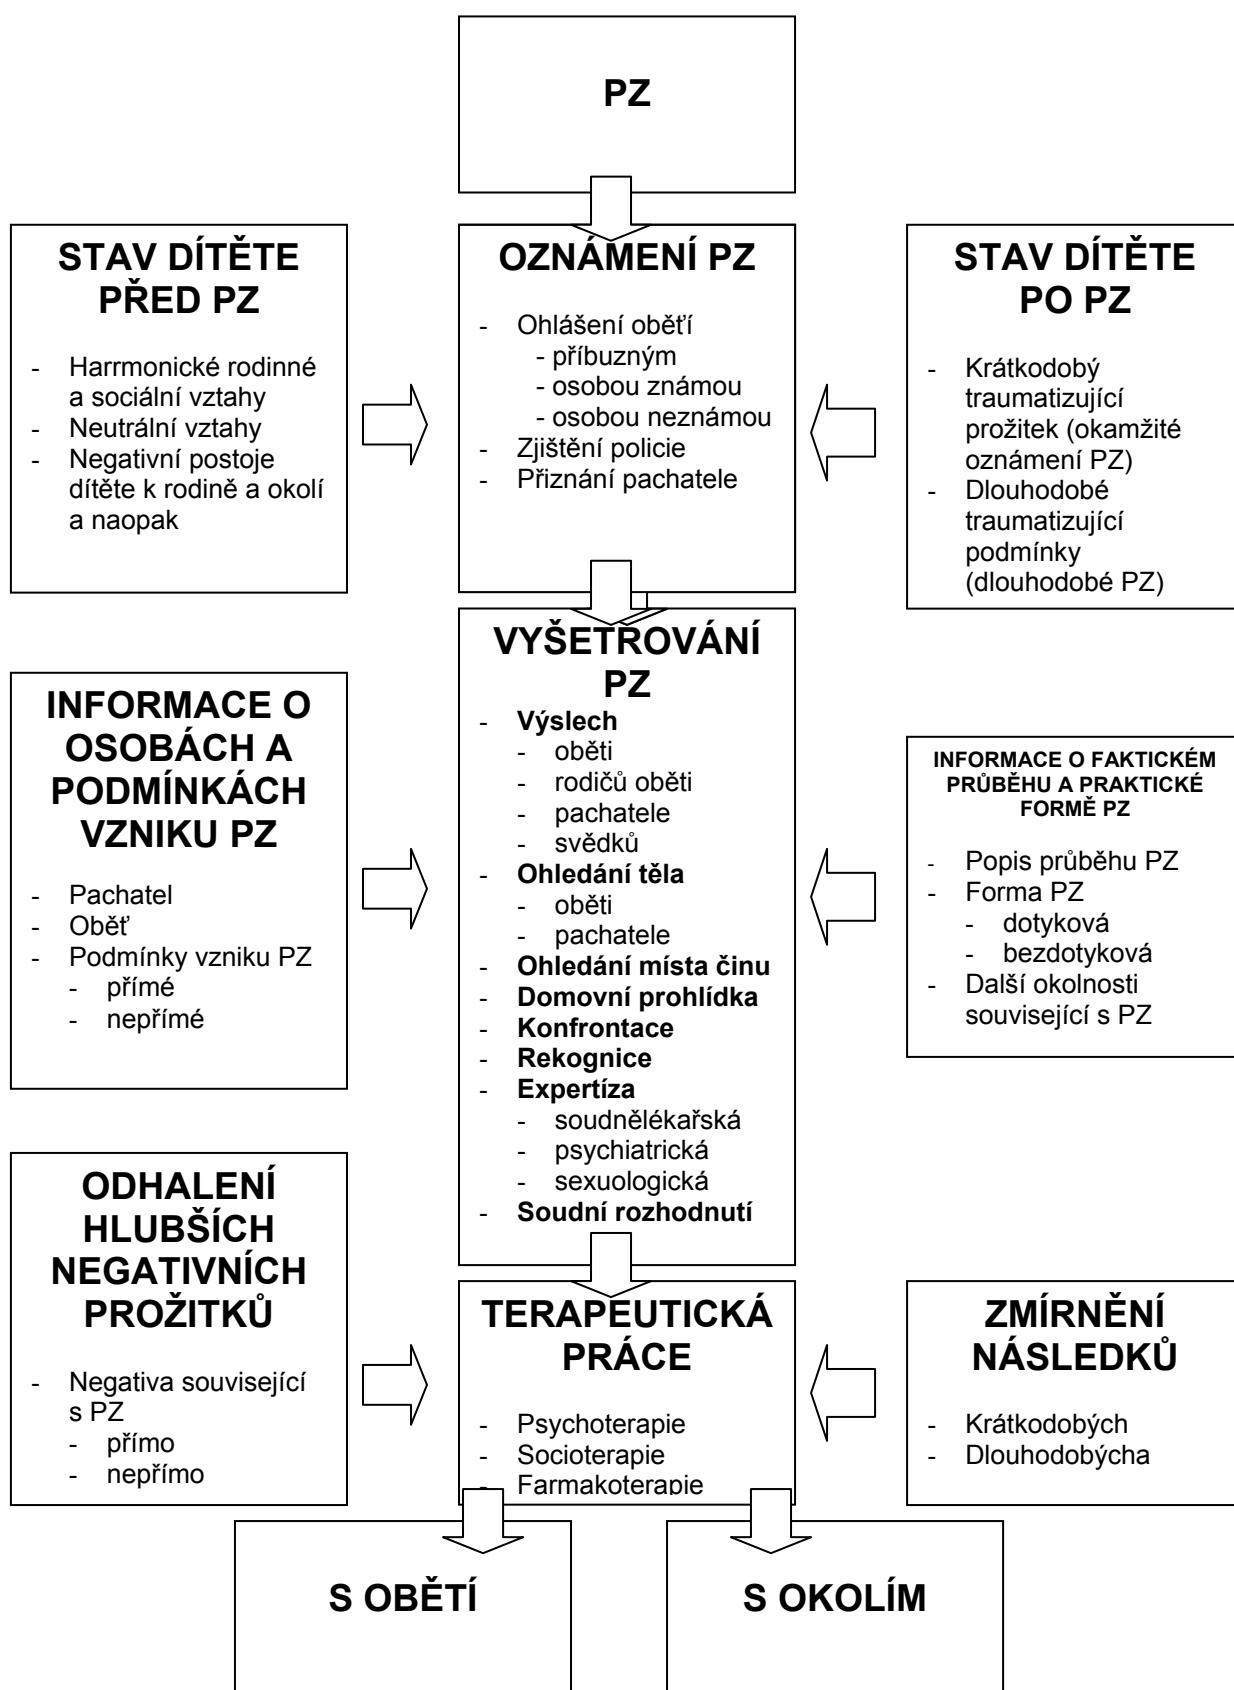 PZ
STAV DÍTĚTE
PŘED PZ
- Harrmonické rodinné
a sociální vztahy
- Neutrální vztahy
- Negativní postoje
dítěte k rodině a okolí
a naopak
OZNÁMENÍ PZ
- Ohlášení oběťí
- příbuzným
- osobou známou
- osobou neznámou
- Zjištění policie
- Přiznání pachatele
STAV DÍTĚTE
PO PZ
- Krátkodobý
traumatizující
prožitek (okamžité
oznámení PZ)
- Dlouhodobé
traumatizující
podmínky
(dlouhodobé PZ)
INFORMACE O
OSOBÁCH A
PODMÍNKÁCH
VZNIKU PZ
- Pachatel
- Oběť
- Podmínky vzniku PZ
- přímé
- nepřímé
VYŠETŘOVÁNÍ
PZ
- Výslech
- oběti
- rodičů oběti
- pachatele
- svědků
- Ohledání těla
- oběti
- pachatele
- Ohledání místa činu
- Domovní prohlídka
- Konfrontace
- Rekognice
- Expertíza
- soudnělékařská
- psychiatrická
- sexuologická
- Soudní rozhodnutí
INFORMACE O FAKTICKÉM
PRŮBĚHU A PRAKTICKÉ
FORMĚ PZ
- Popis průběhu PZ
- Forma PZ
- dotyková
- bezdotyková
- Další okolnosti
související s PZ
ODHALENÍ
HLUBŠÍCH
NEGATIVNÍCH
PROŽITKŮ
- Negativa související
s PZ
- přímo
- nepřímo
TERAPEUTICKÁ
PRÁCE
- Psychoterapie
- Socioterapie
- Farmakoterapie
ZMÍRNĚNÍ
NÁSLEDKŮ
- Krátkodobých
- Dlouhodobýcha
S OBĚTÍ
S OKOLÍM